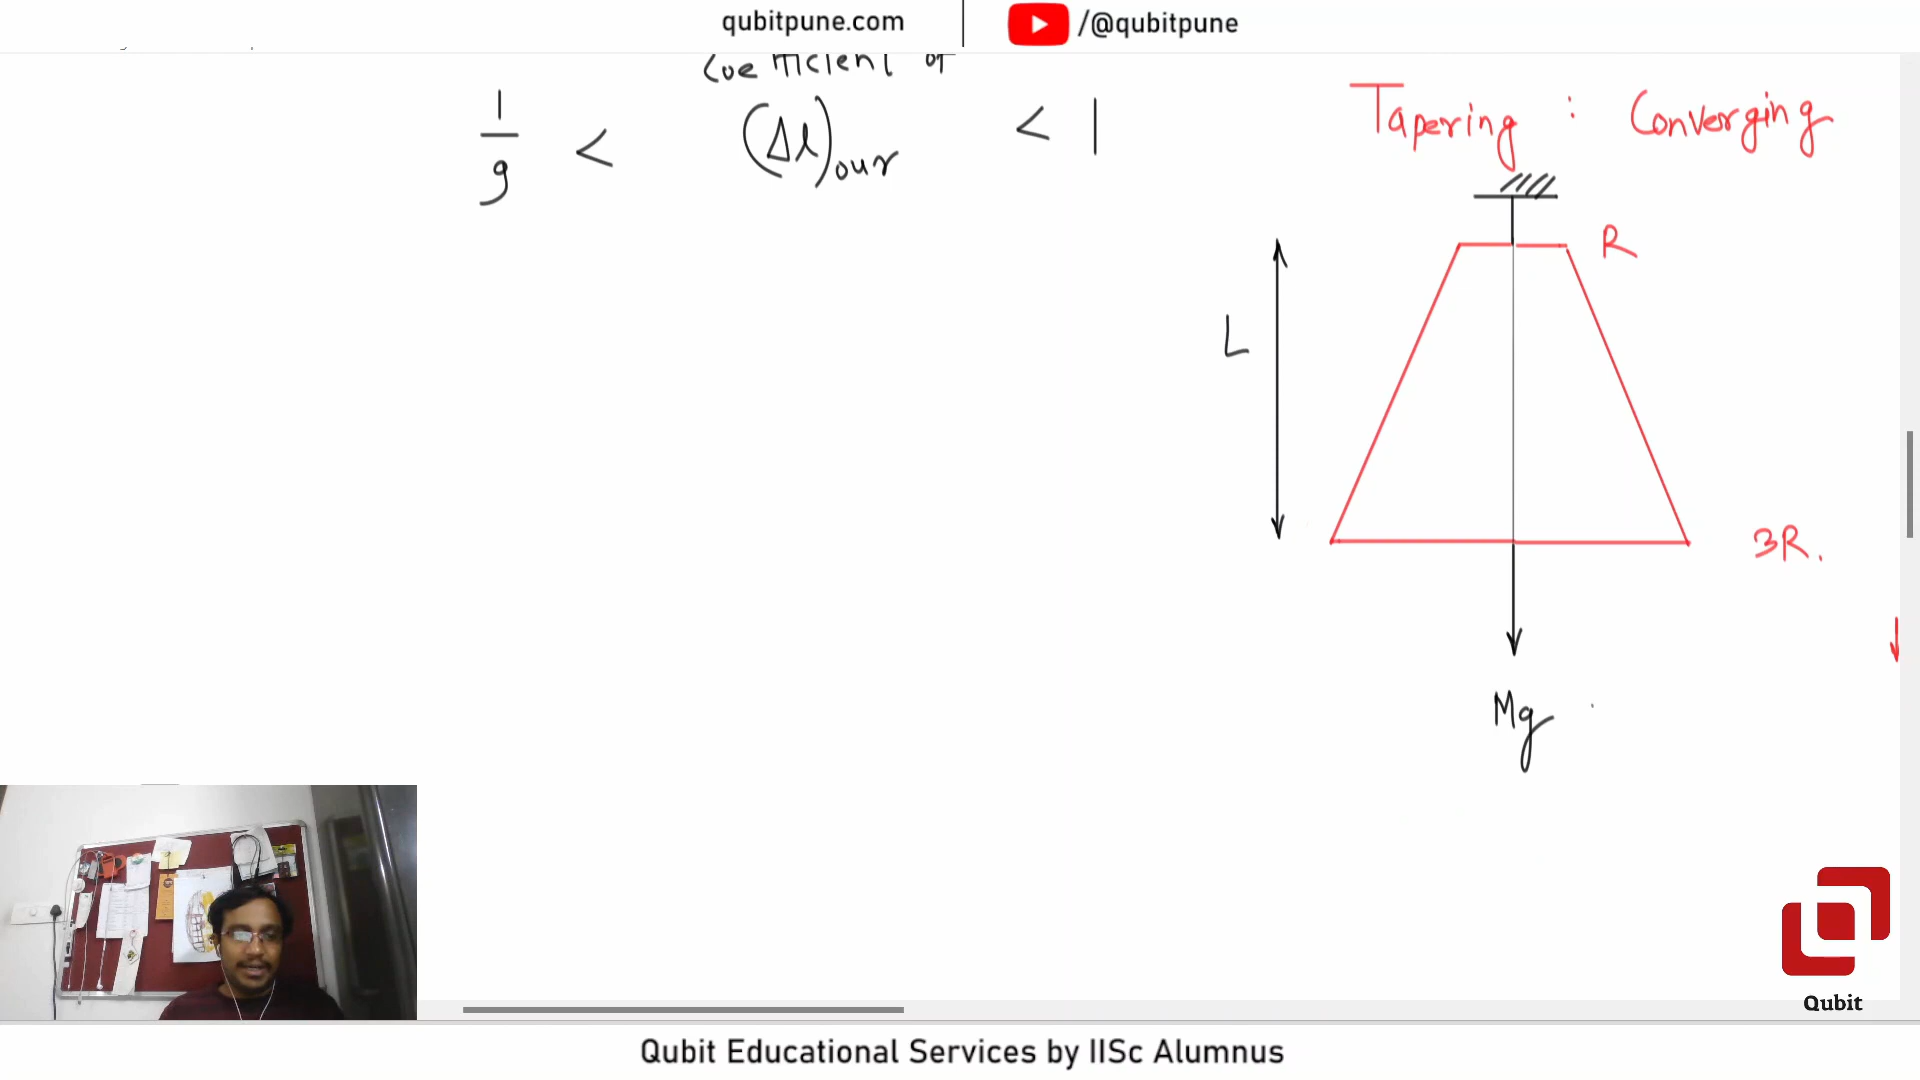 qubitpune.com
/@qubitpune
Coefficient of
1/9 < (Δl)our < 1
Tapering : Converging
R
L
3R.
Mg
Qubit
Qubit Educational Services by IISc Alumnus